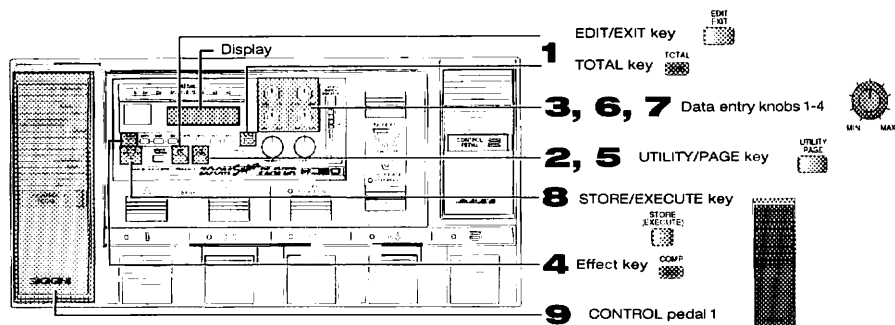 Display
1
EDIT/EXIT key
EDIT
EXIT
TOTAL key
TOTAL
3, 6, 7 Data entry knobs 1-4
MIN MAX
2, 5 UTILITY/PAGE key
UTILITY
PAGE
8 STORE/EXECUTE key
STORE
(EXECUTE)
4 Effect key
COMP
9 CONTROL pedal 1
CONTROL
PEDAL
ZOOM